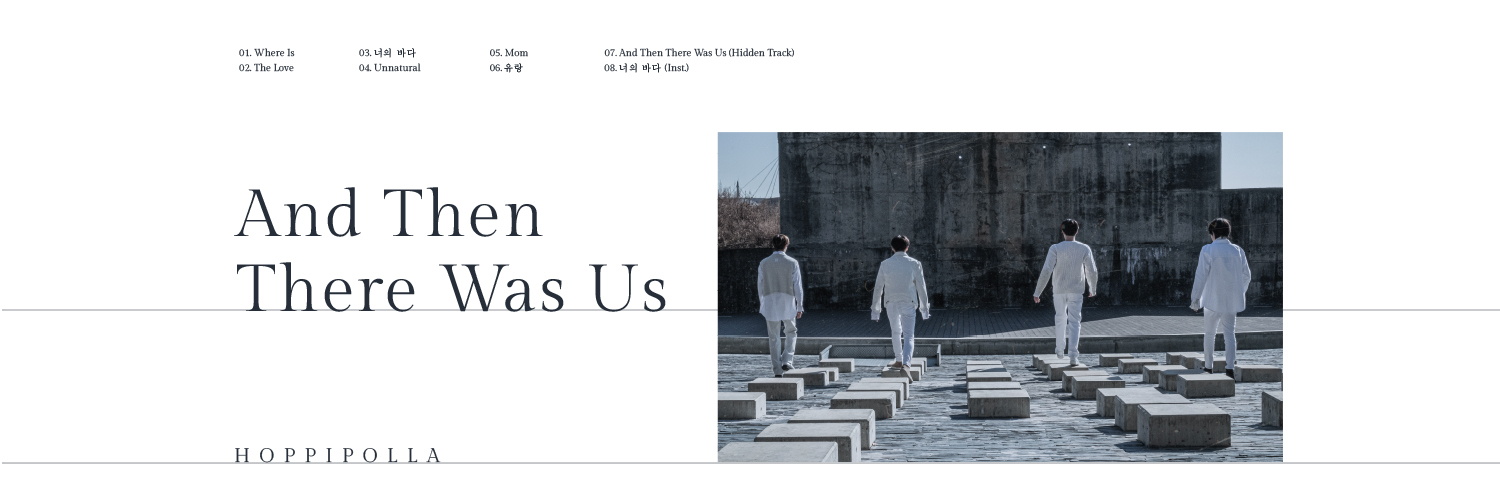 01. Where Is
02. The Love
03. 너의 바다
04. Unnatural
05. Mom
06. 유랑
07. And Then There Was Us (Hidden Track)
08. 너의 바다 (Inst.)
And Then
There Was Us
HOPPIPOLLA